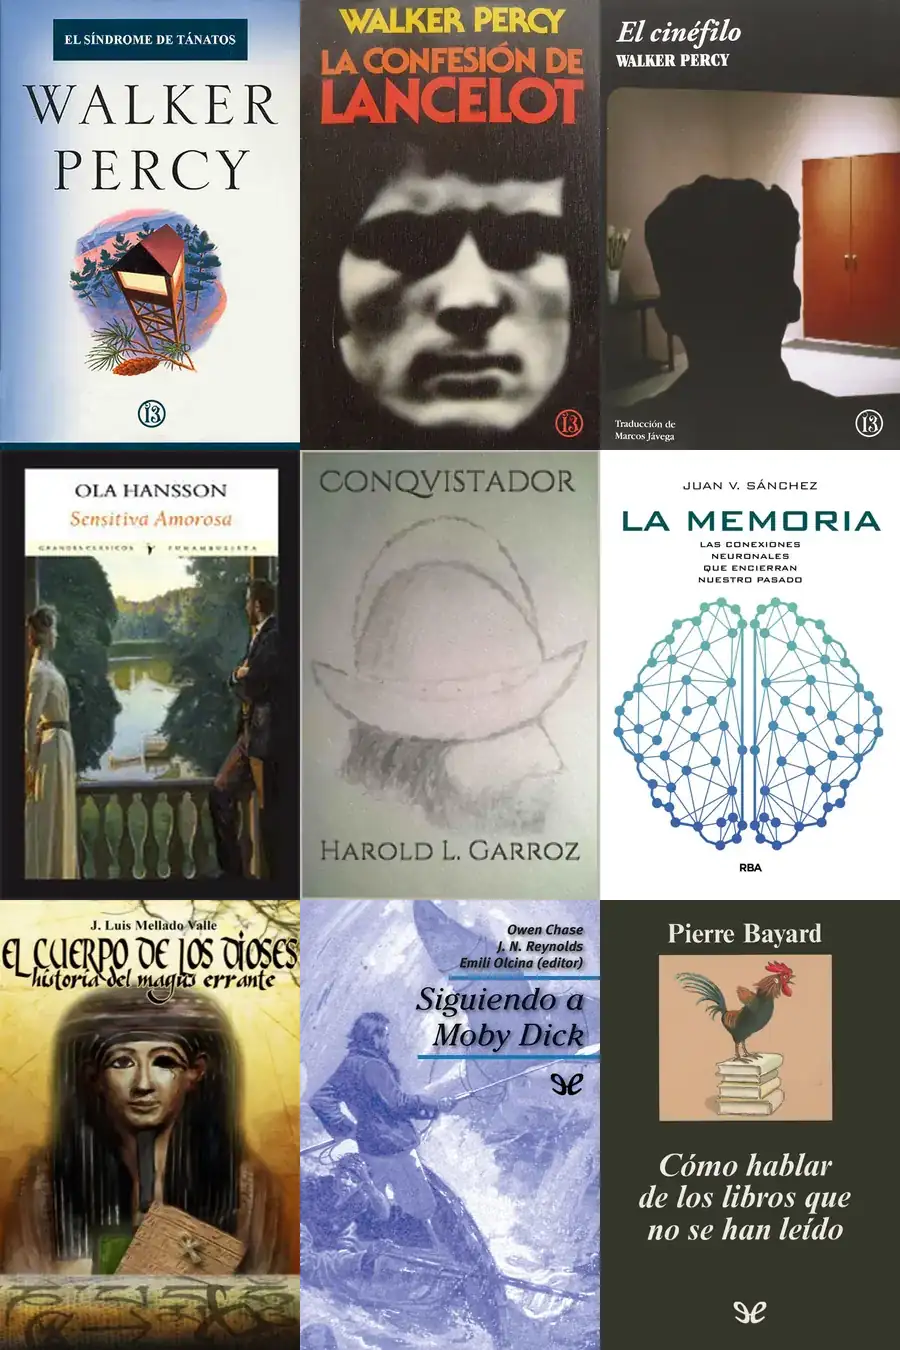 EL SÍNDROME DE TÁNATOS
WALKER
PERCY
13
WALKER PERCY
LA CONFESIÓN DE
LANCELOT
13
El cinéfilo
WALKER PERCY
Traducción de
Marcos Jávega
13
OLA HANSSON
Sensitiva Amorosa
GRANDES CLÁSICOS FUNAMBULISTA
CONQVISTADOR
HAROLD L. GARROZ
JUAN V. SÁNCHEZ
LA MEMORIA
LAS CONEXIONES
NEURONALES
QUE ENCIERRAN
NUESTRO PASADO
RBA
J. Luis Mellado Valle
EL CUERPO DE LOS DIOSES
historia del magus errante
Owen Chase
J. N. Reynolds
Emili Olcina (editor)
Siguiendo a
Moby Dick
Pierre Bayard
Cómo hablar
de los libros que
no se han leído